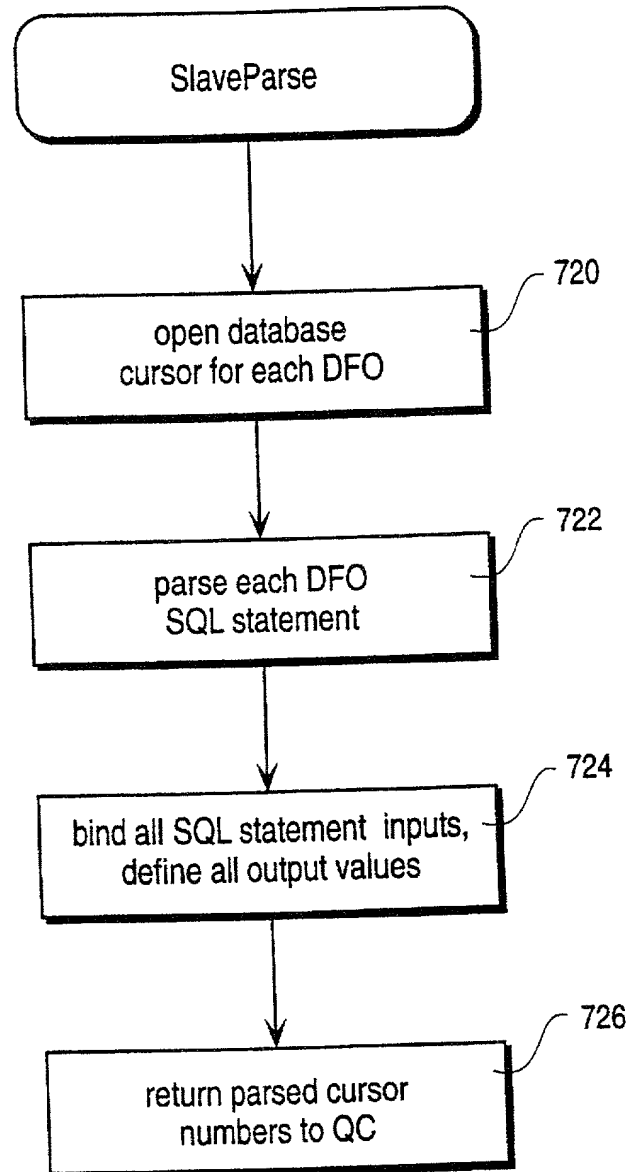 SlaveParse
720
open database
cursor for each DFO
722
parse each DFO
SQL statement
724
bind all SQL statement inputs,
define all output values
726
return parsed cursor
numbers to QC